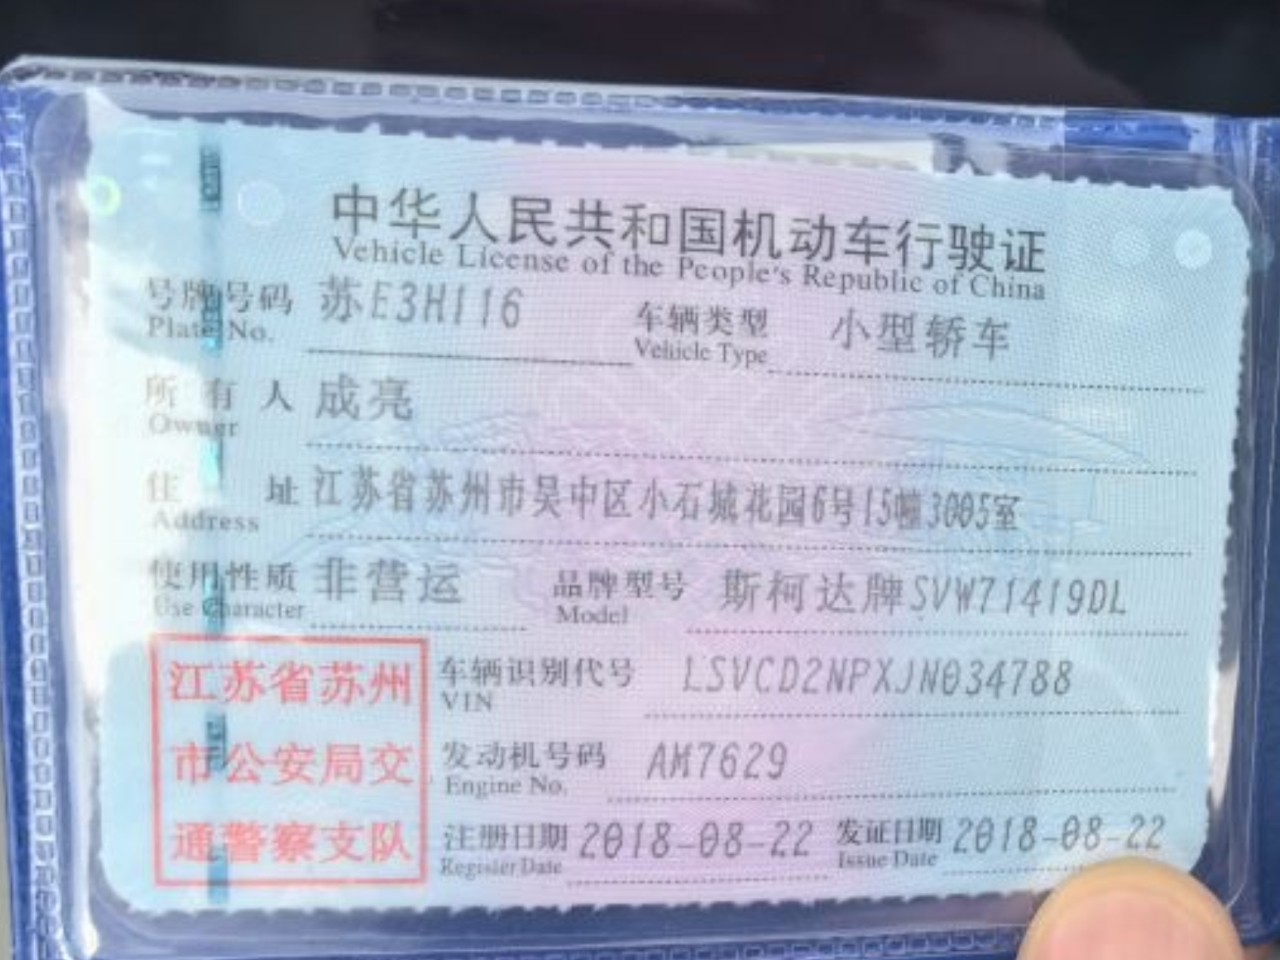 中华人民共和国机动车行驶证
Vehicle License of the People's Republic of China
号牌号码 苏E3H116 车辆类型 小型轿车
Plate No. Vehicle Type
所有人 成亮
Owner
住址 江苏省苏州市吴中区小石城花园6号15幢3005室
Address
使用性质 非营运 品牌型号 斯柯达牌SVW71419DL
Use Character Model
江苏省苏州
市公安局交
通警察支队
车辆识别代号 LSVCD2NPXJN034788
VIN
发动机号码 AM7629
Engine No.
注册日期 2018-08-22 发证日期 2018-08-22
Register Date Issue Date